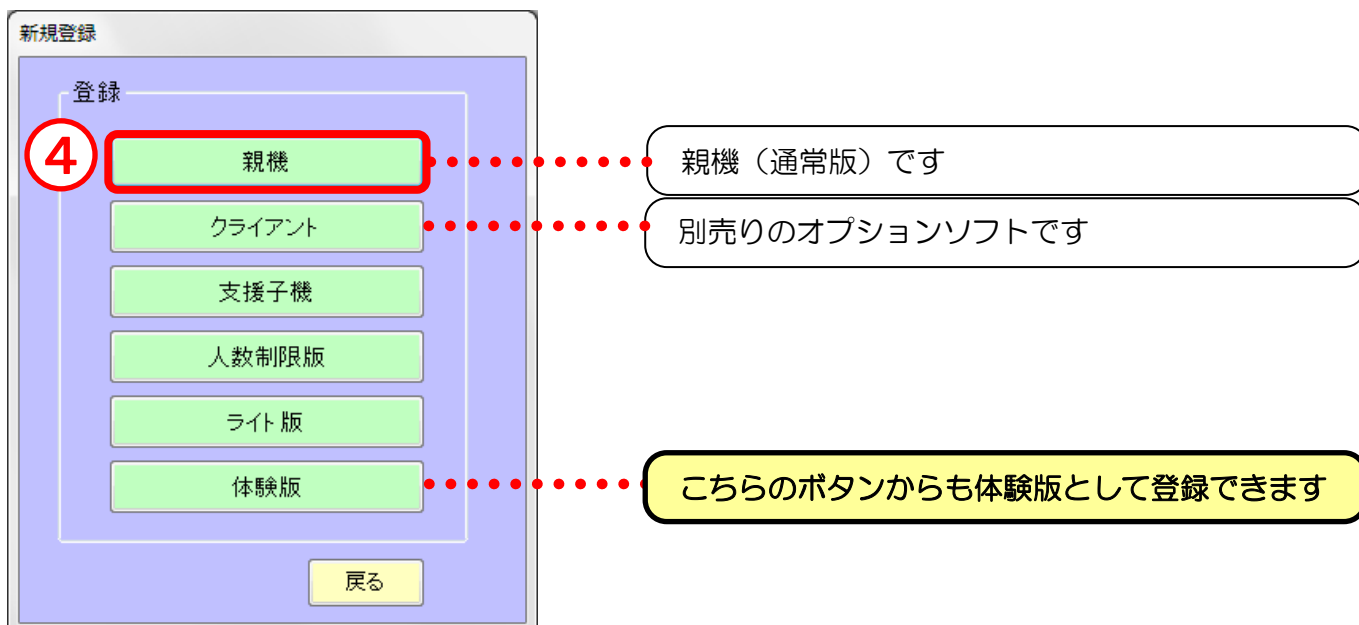 新規登録
登録
④
親機
親機（通常版）です
クライアント
別売りのオプションソフトです
支援子機
人数制限版
ライト版
体験版
こちらのボタンからも体験版として登録できます
戻る